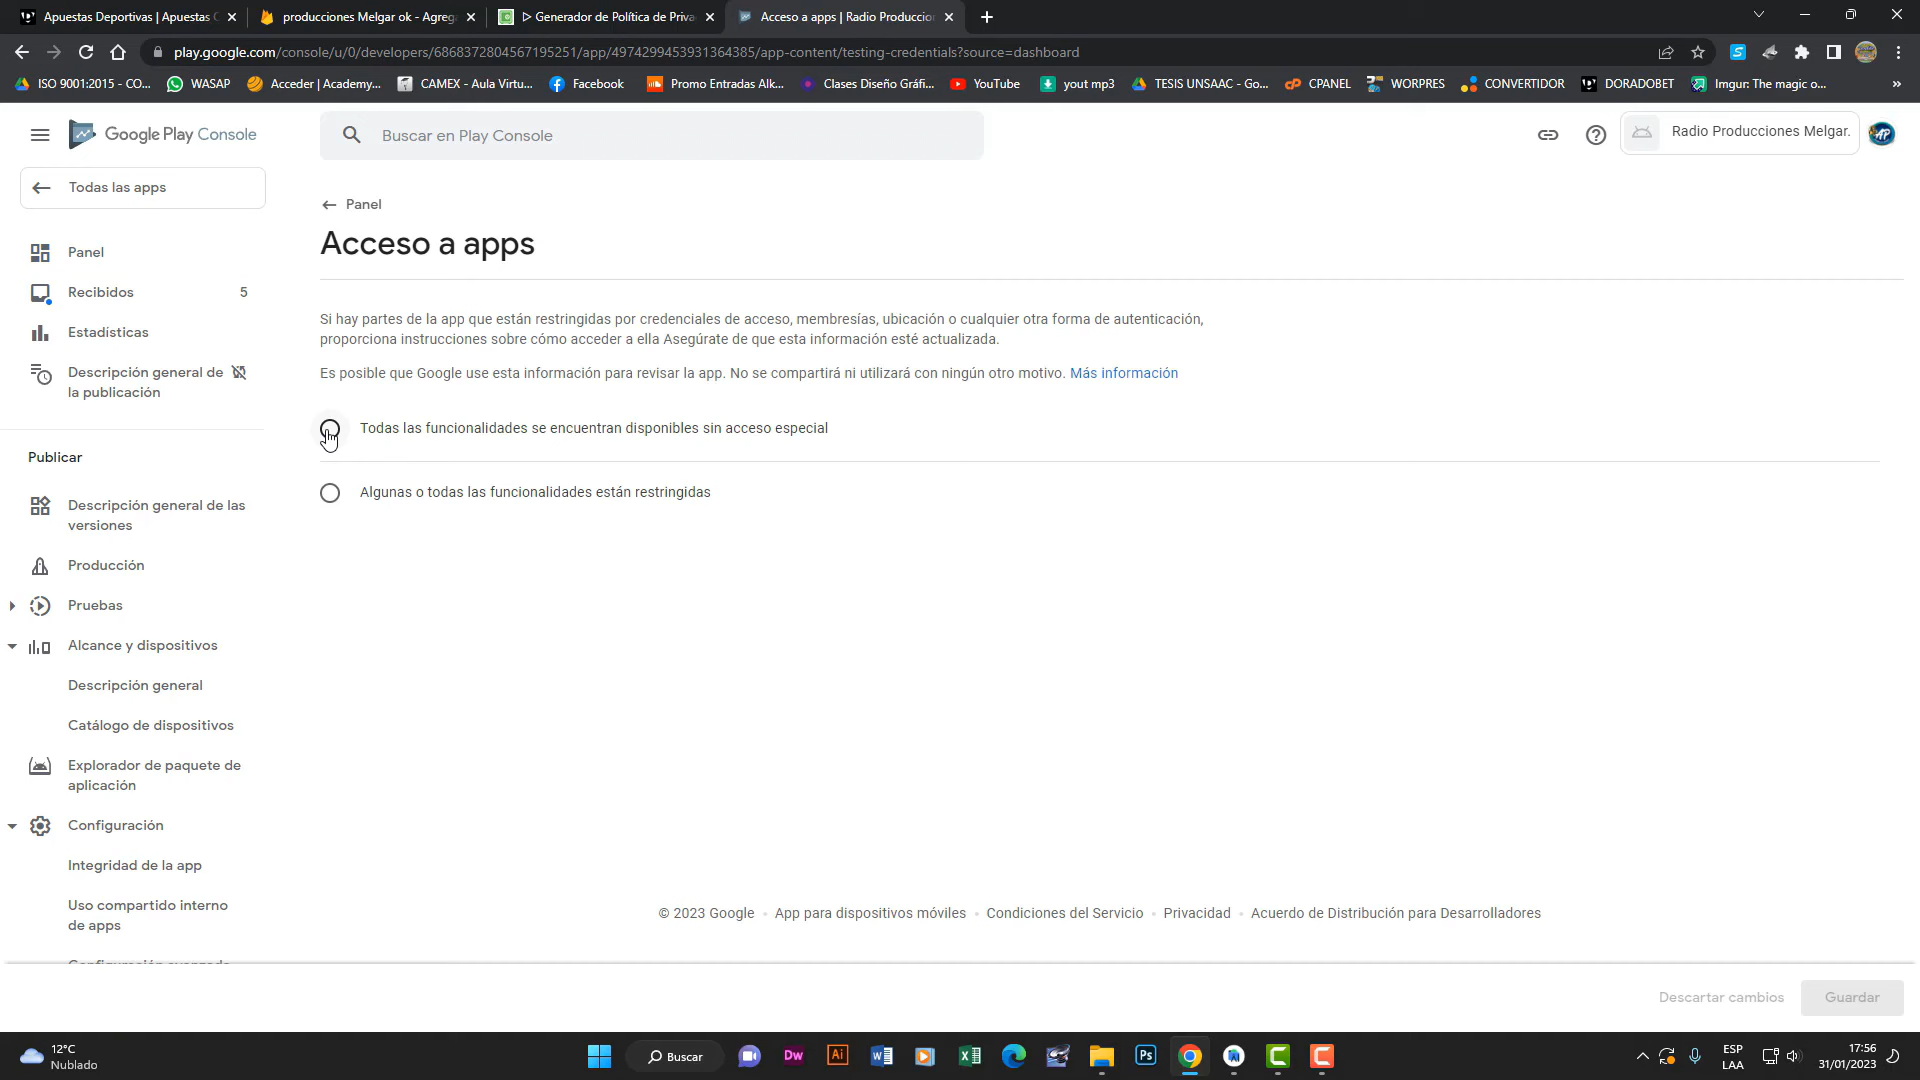 Apuestas Deportivas | Apuestas
producciones Melgar ok - Agreg
Generador de Política de Priva
Acceso a apps | Radio Produccion
play.google.com/console/u/0/developers/6868372804567195251/app/4974299453931364385/app-content/testing-credentials?source=dashboard
ISO 9001:2015 - CO...
WASAP
Acceder | Academy...
CAMEX - Aula Virtu...
Facebook
Promo Entradas Alk...
Clases Diseño Gráfi...
YouTube
yout mp3
TESIS UNSAAC - Go...
CPANEL
WORPRES
CONVERTIDOR
DORADOBET
Imgur: The magic o...
»
Google Play Console
Buscar en Play Console
Radio Producciones Melgar.
Todas las apps
Panel
Recibidos 5
Estadísticas
Descripción general de
la publicación
Publicar
Descripción general de las
versiones
Producción
Pruebas
Alcance y dispositivos
Descripción general
Catálogo de dispositivos
Explorador de paquete de
aplicación
Configuración
Integridad de la app
Uso compartido interno
de apps
Configuración avanzada
Panel
Acceso a apps
Si hay partes de la app que están restringidas por credenciales de acceso, membresías, ubicación o cualquier otra forma de autenticación,
proporciona instrucciones sobre cómo acceder a ella Asegúrate de que esta información esté actualizada.
Es posible que Google use esta información para revisar la app. No se compartirá ni utilizará con ningún otro motivo. Más información
Todas las funcionalidades se encuentran disponibles sin acceso especial
Algunas o todas las funcionalidades están restringidas
© 2023 Google • App para dispositivos móviles • Condiciones del Servicio • Privacidad • Acuerdo de Distribución para Desarrolladores
Descartar cambios
Guardar
12°C
Nublado
Buscar
Dw
Ai
Ps
ESP
LAA
17:56
31/01/2023